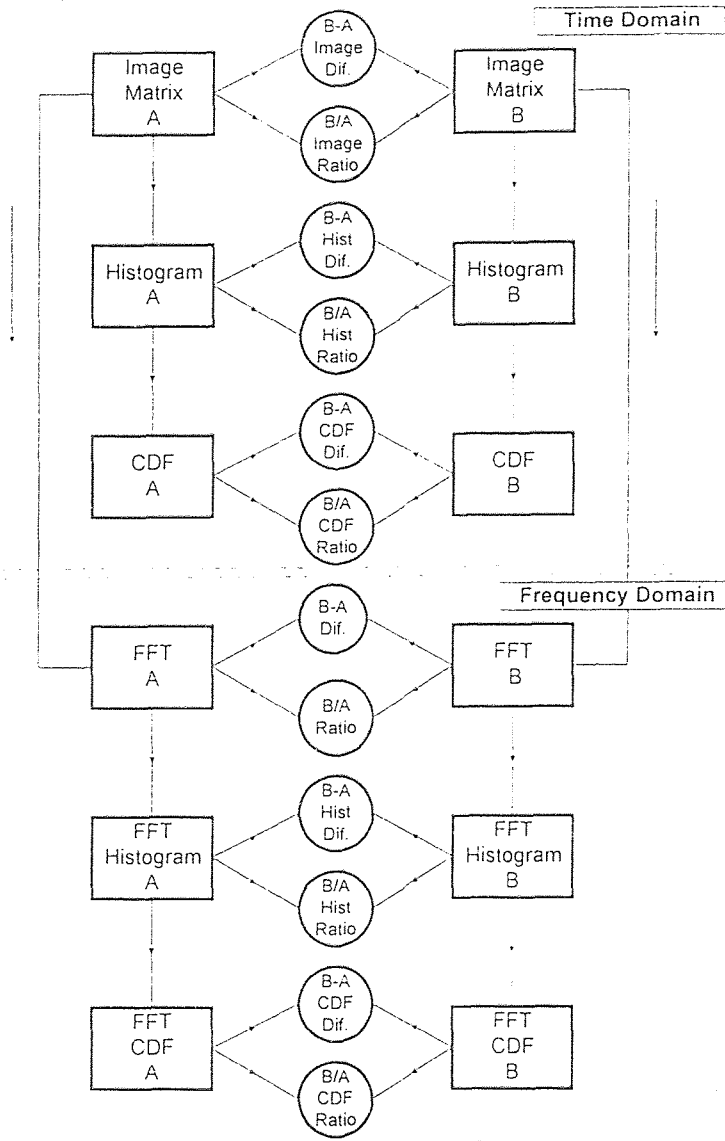 Time Domain
B-A
Image
Dif.
Image
Matrix
A
Image
Matrix
B
B/A
Image
Ratio
B-A
Hist
Dif.
Histogram
A
Histogram
B
B/A
Hist
Ratio
B-A
CDF
Dif.
CDF
A
CDF
B
B/A
CDF
Ratio
Frequency Domain
B-A
Dif.
FFT
A
FFT
B
B/A
Ratio
B-A
Hist
Dif.
FFT
Histogram
A
FFT
Histogram
B
B/A
Hist
Ratio
B-A
CDF
Dif.
FFT
CDF
A
FFT
CDF
B
B/A
CDF
Ratio